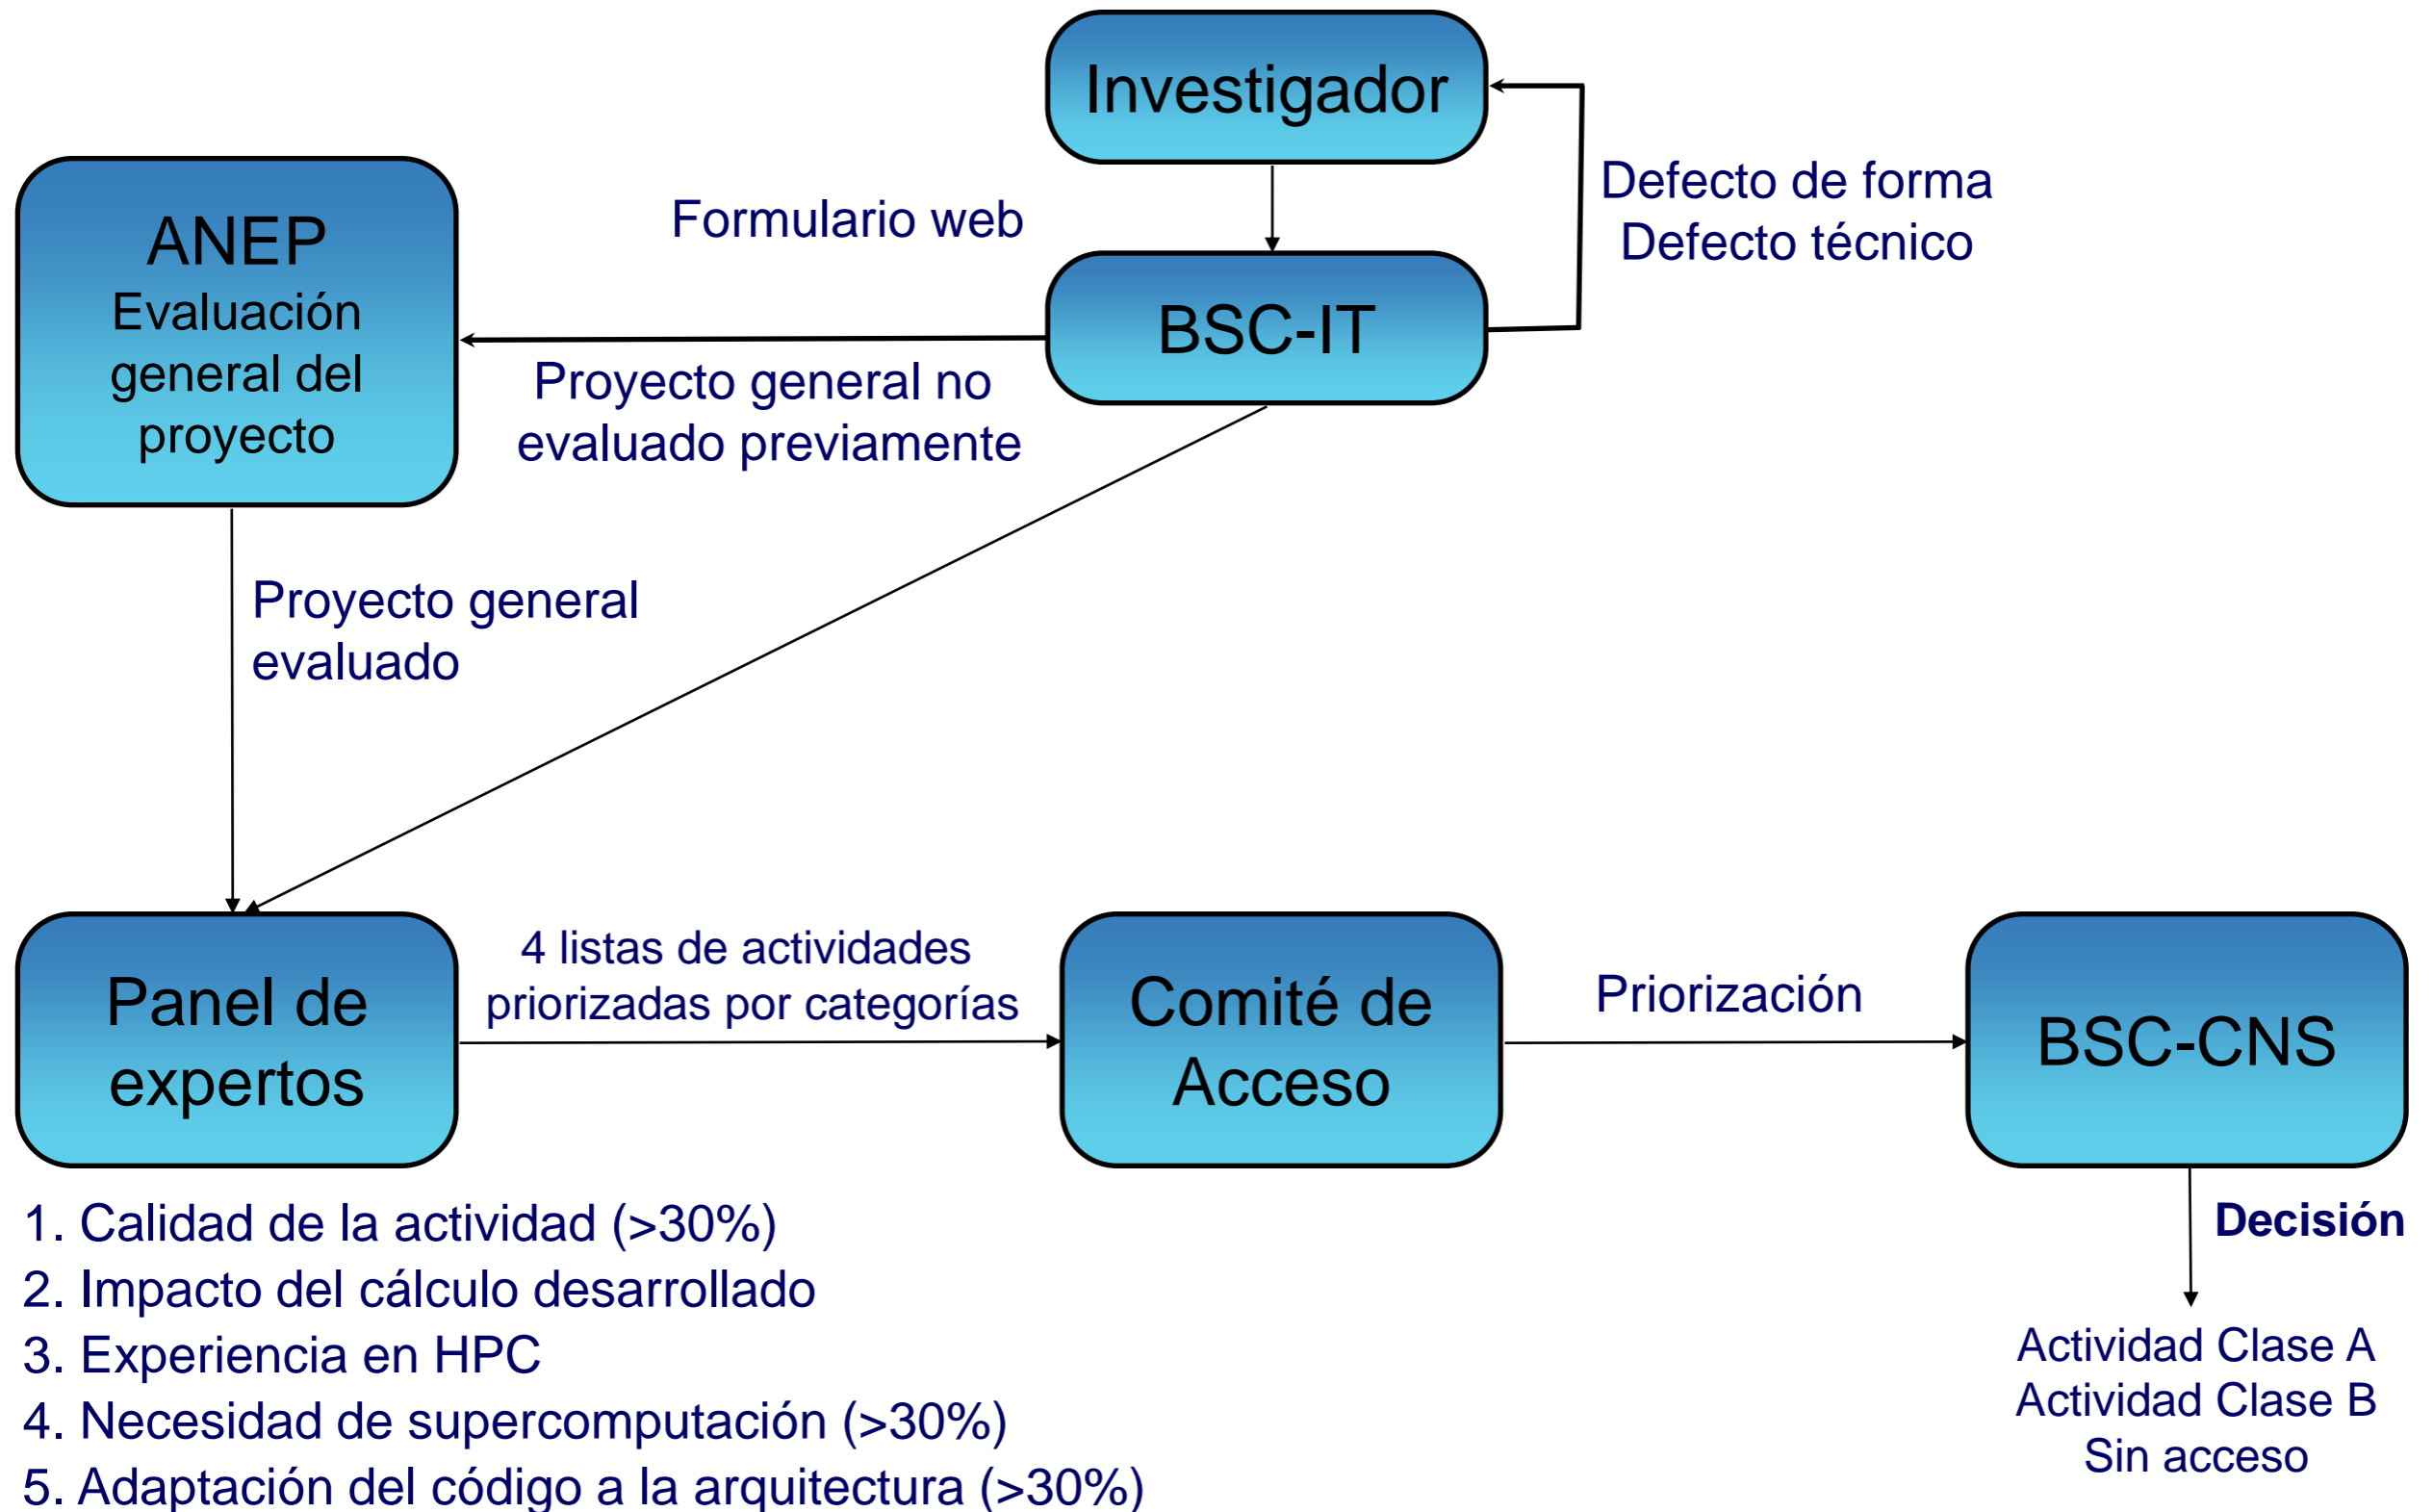 Investigador
Defecto de forma
Defecto técnico
Formulario web
ANEP
Evaluación
general del
proyecto
BSC-IT
Proyecto general no
evaluado previamente
Proyecto general
evaluado
Panel de
expertos
4 listas de actividades
priorizadas por categorías
Comité de
Acceso
Priorización
BSC-CNS
Decisión
Actividad Clase A
Actividad Clase B
Sin acceso
1. Calidad de la actividad (>30%)
2. Impacto del cálculo desarrollado
3. Experiencia en HPC
4. Necesidad de supercomputación (>30%)
5. Adaptación del código a la arquitectura (>30%)